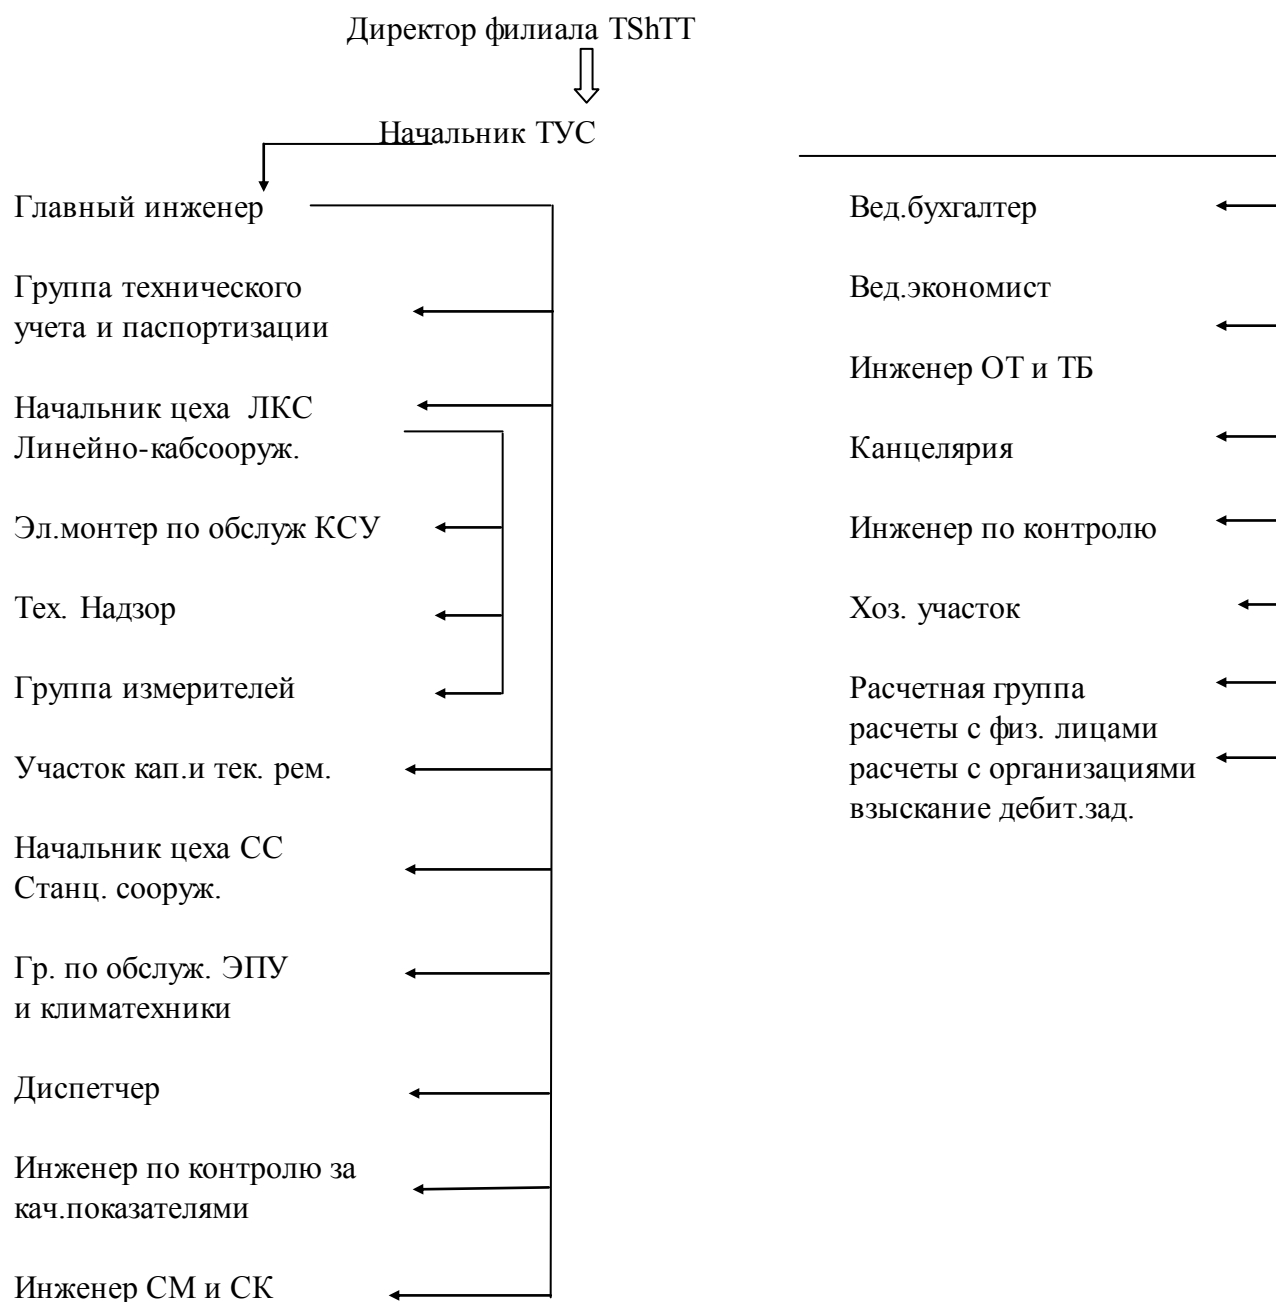 Директор филиала TShTT
Начальник ТУС
Главный инженер
Группа технического
учета и паспортизации
Начальник цеха ЛКС
Линейно-кабсооруж.
Эл.монтер по обслуж КСУ
Тех. Надзор
Группа измерителей
Участок кап.и тек. рем.
Начальник цеха СС
Станц. сооруж.
Гр. по обслуж. ЭПУ
и климатехники
Диспетчер
Инженер по контролю за
кач.показателями
Инженер СМ и СК
Вед.бухгалтер
Вед.экономист
Инженер ОТ и ТБ
Канцелярия
Инженер по контролю
Хоз. участок
Расчетная группа
расчеты с физ. лицами
расчеты с организациями
взыскание дебит.зад.